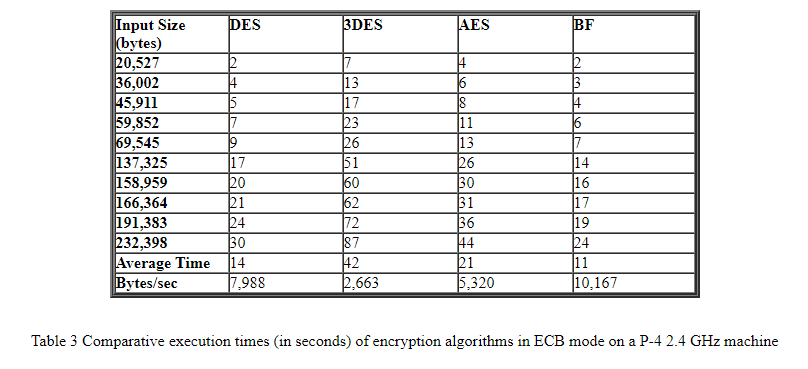 Input Size DES 3DES AES BF
(bytes)
20,527 2 7 4 2
36,002 4 13 6 3
45,911 5 17 8 4
59,852 7 23 11 6
69,545 9 26 13 7
137,325 17 51 26 14
158,959 20 60 30 16
166,364 21 62 31 17
191,383 24 72 36 19
232,398 30 87 44 24
Average Time 14 42 21 11
Bytes/sec 7,988 2,663 5,320 10,167
Table 3 Comparative execution times (in seconds) of encryption algorithms in ECB mode on a P-4 2.4 GHz machine